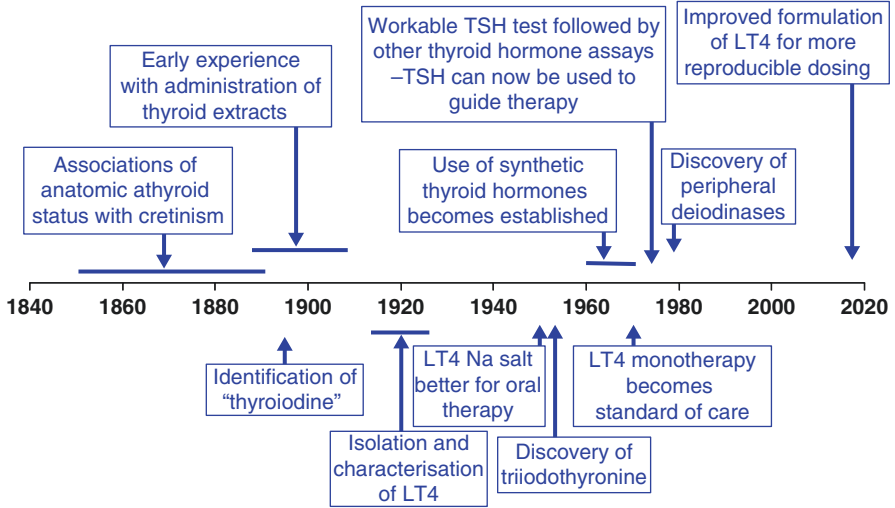 Workable TSH test followed by
other thyroid hormone assays
–TSH can now be used to
guide therapy
Improved formulation
of LT4 for more
reproducible dosing
Early experience
with administration of
thyroid extracts
Associations of
anatomic athyroid
status with cretinism
Use of synthetic
thyroid hormones
becomes established
Discovery of
peripheral
deiodinases
1840
1860
1880
1900
1920
1940
1960
1980
2000
2020
Identification of
“thyroiodine”
Isolation and
characterisation
of LT4
LT4 Na salt
better for oral
therapy
Discovery of
triiodothyronine
LT4 monotherapy
becomes
standard of care